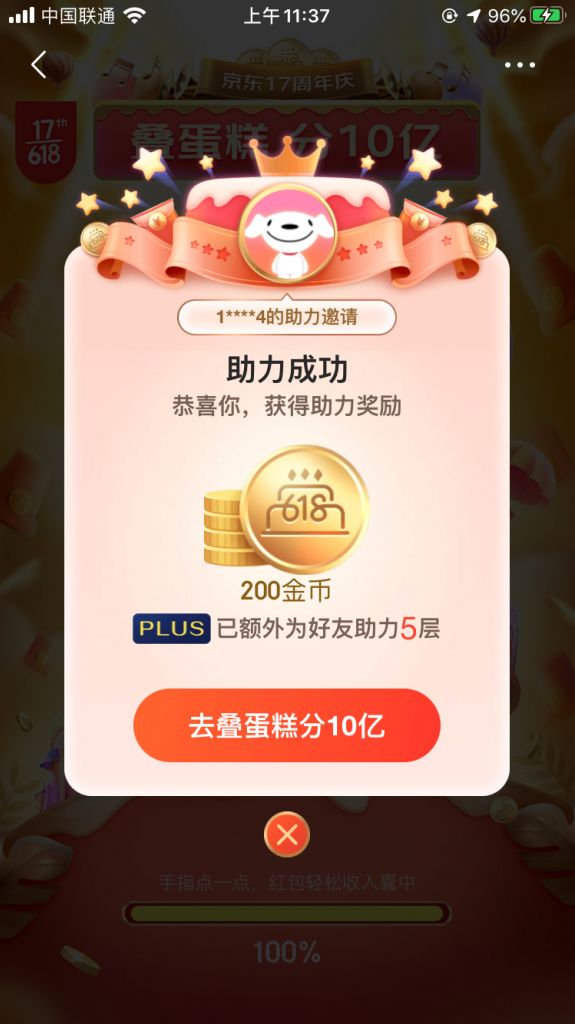 中国联通 上午11:37 96%
京东17周年庆
17th
618
叠蛋糕 分10亿
1****4的助力邀请
助力成功
恭喜你，获得助力奖励
618
200金币
PLUS 已额外为好友助力5层
去叠蛋糕分10亿
手指点一点，红包轻松收入囊中
100%